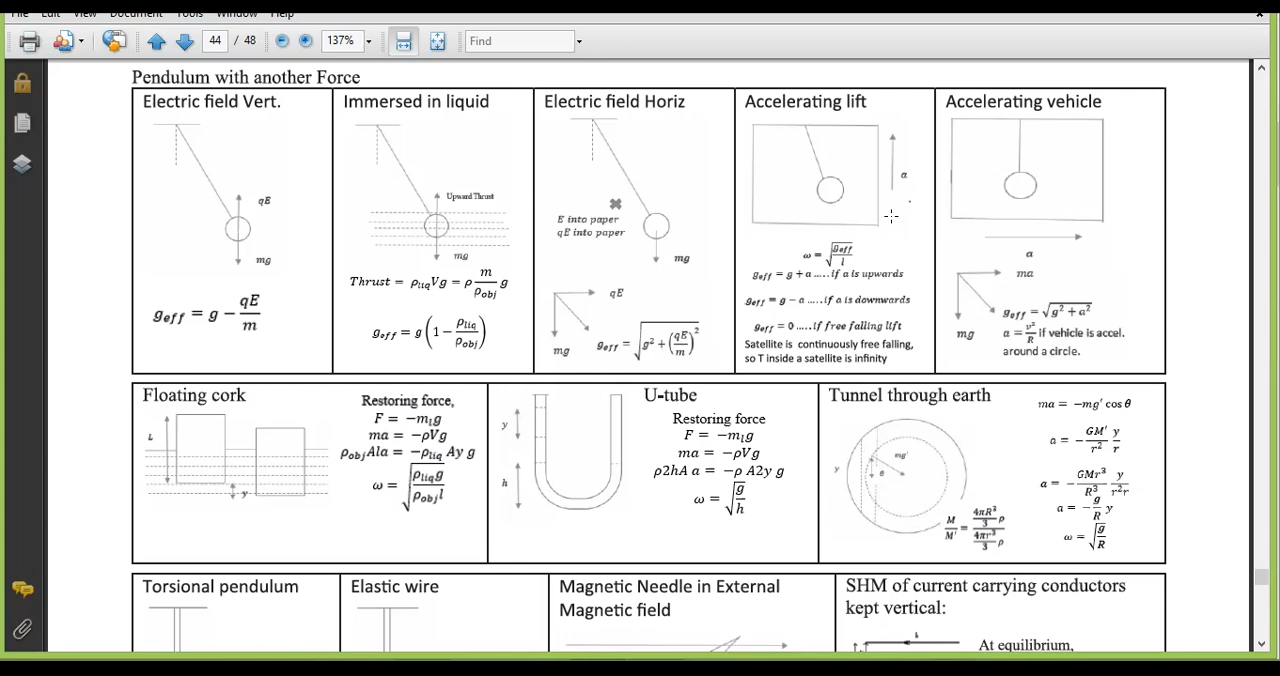 File Edit View Document Tools Window Help
44 / 48 137% Find
Pendulum with another Force
Electric field Vert.
qE
mg
g_eff = g − qE/m
Immersed in liquid
Upward Thrust
mg
Thrust = ρ_liq Vg = ρ m/ρ_obj g
g_eff = g(1 − ρ_liq/ρ_obj)
Electric field Horiz
E into paper
qE into paper
mg
qE
mg
g_eff = √(g² + (qE/m)²)
Accelerating lift
a
ω = √(g_eff/l)
g_eff = g + a .....if a is upwards
g_eff = g − a .....if a is downwards
g_eff = 0 .....if free falling lift
Satellite is continuously free falling,
so T inside a satellite is infinity
Accelerating vehicle
a
ma
mg
g_eff = √(g² + a²)
a = v²/R if vehicle is accel.
around a circle.
Floating cork
L
y
Restoring force,
F = −m_l g
ma = −ρVg
ρ_obj Ala = −ρ_liq Ay g
ω = √(ρ_liq g/ρ_obj l)
U-tube
y
h
Restoring force
F = −m_l g
ma = −ρVg
ρ2hA a = −ρ A2y g
ω = √(g/h)
Tunnel through earth
y
mg'
θ
M/M' = (4πR³/3 ρ)/(4πr³/3 ρ)
ma = −mg' cos θ
a = − GM'/r² y/r
a = − GMr³/R³ y/r²r
a = − g/R y
ω = √(g/R)
Torsional pendulum
Elastic wire
Magnetic Needle in External
Magnetic field
SHM of current carrying conductors
kept vertical:
At equilibrium,